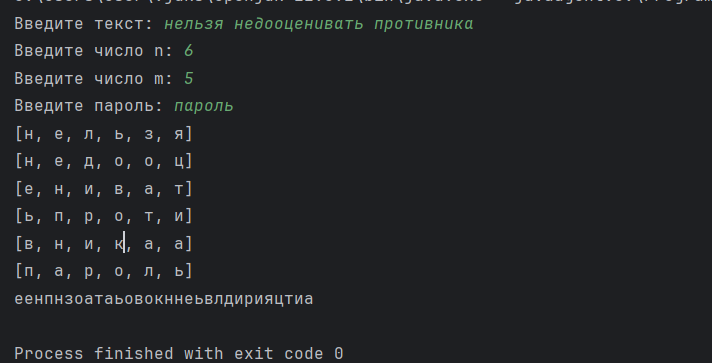 Введите текст: нельзя недооценивать противника
Введите число n: 6
Введите число m: 5
Введите пароль: пароль
[н, е, л, ь, з, я]
[н, е, д, о, о, ц]
[е, н, и, в, а, т]
[ь, п, р, о, т, и]
[в, н, и, к, а, а]
[п, а, р, о, л, ь]
еенпнзоатаьовокннеьвлдирияцтиа
Process finished with exit code 0